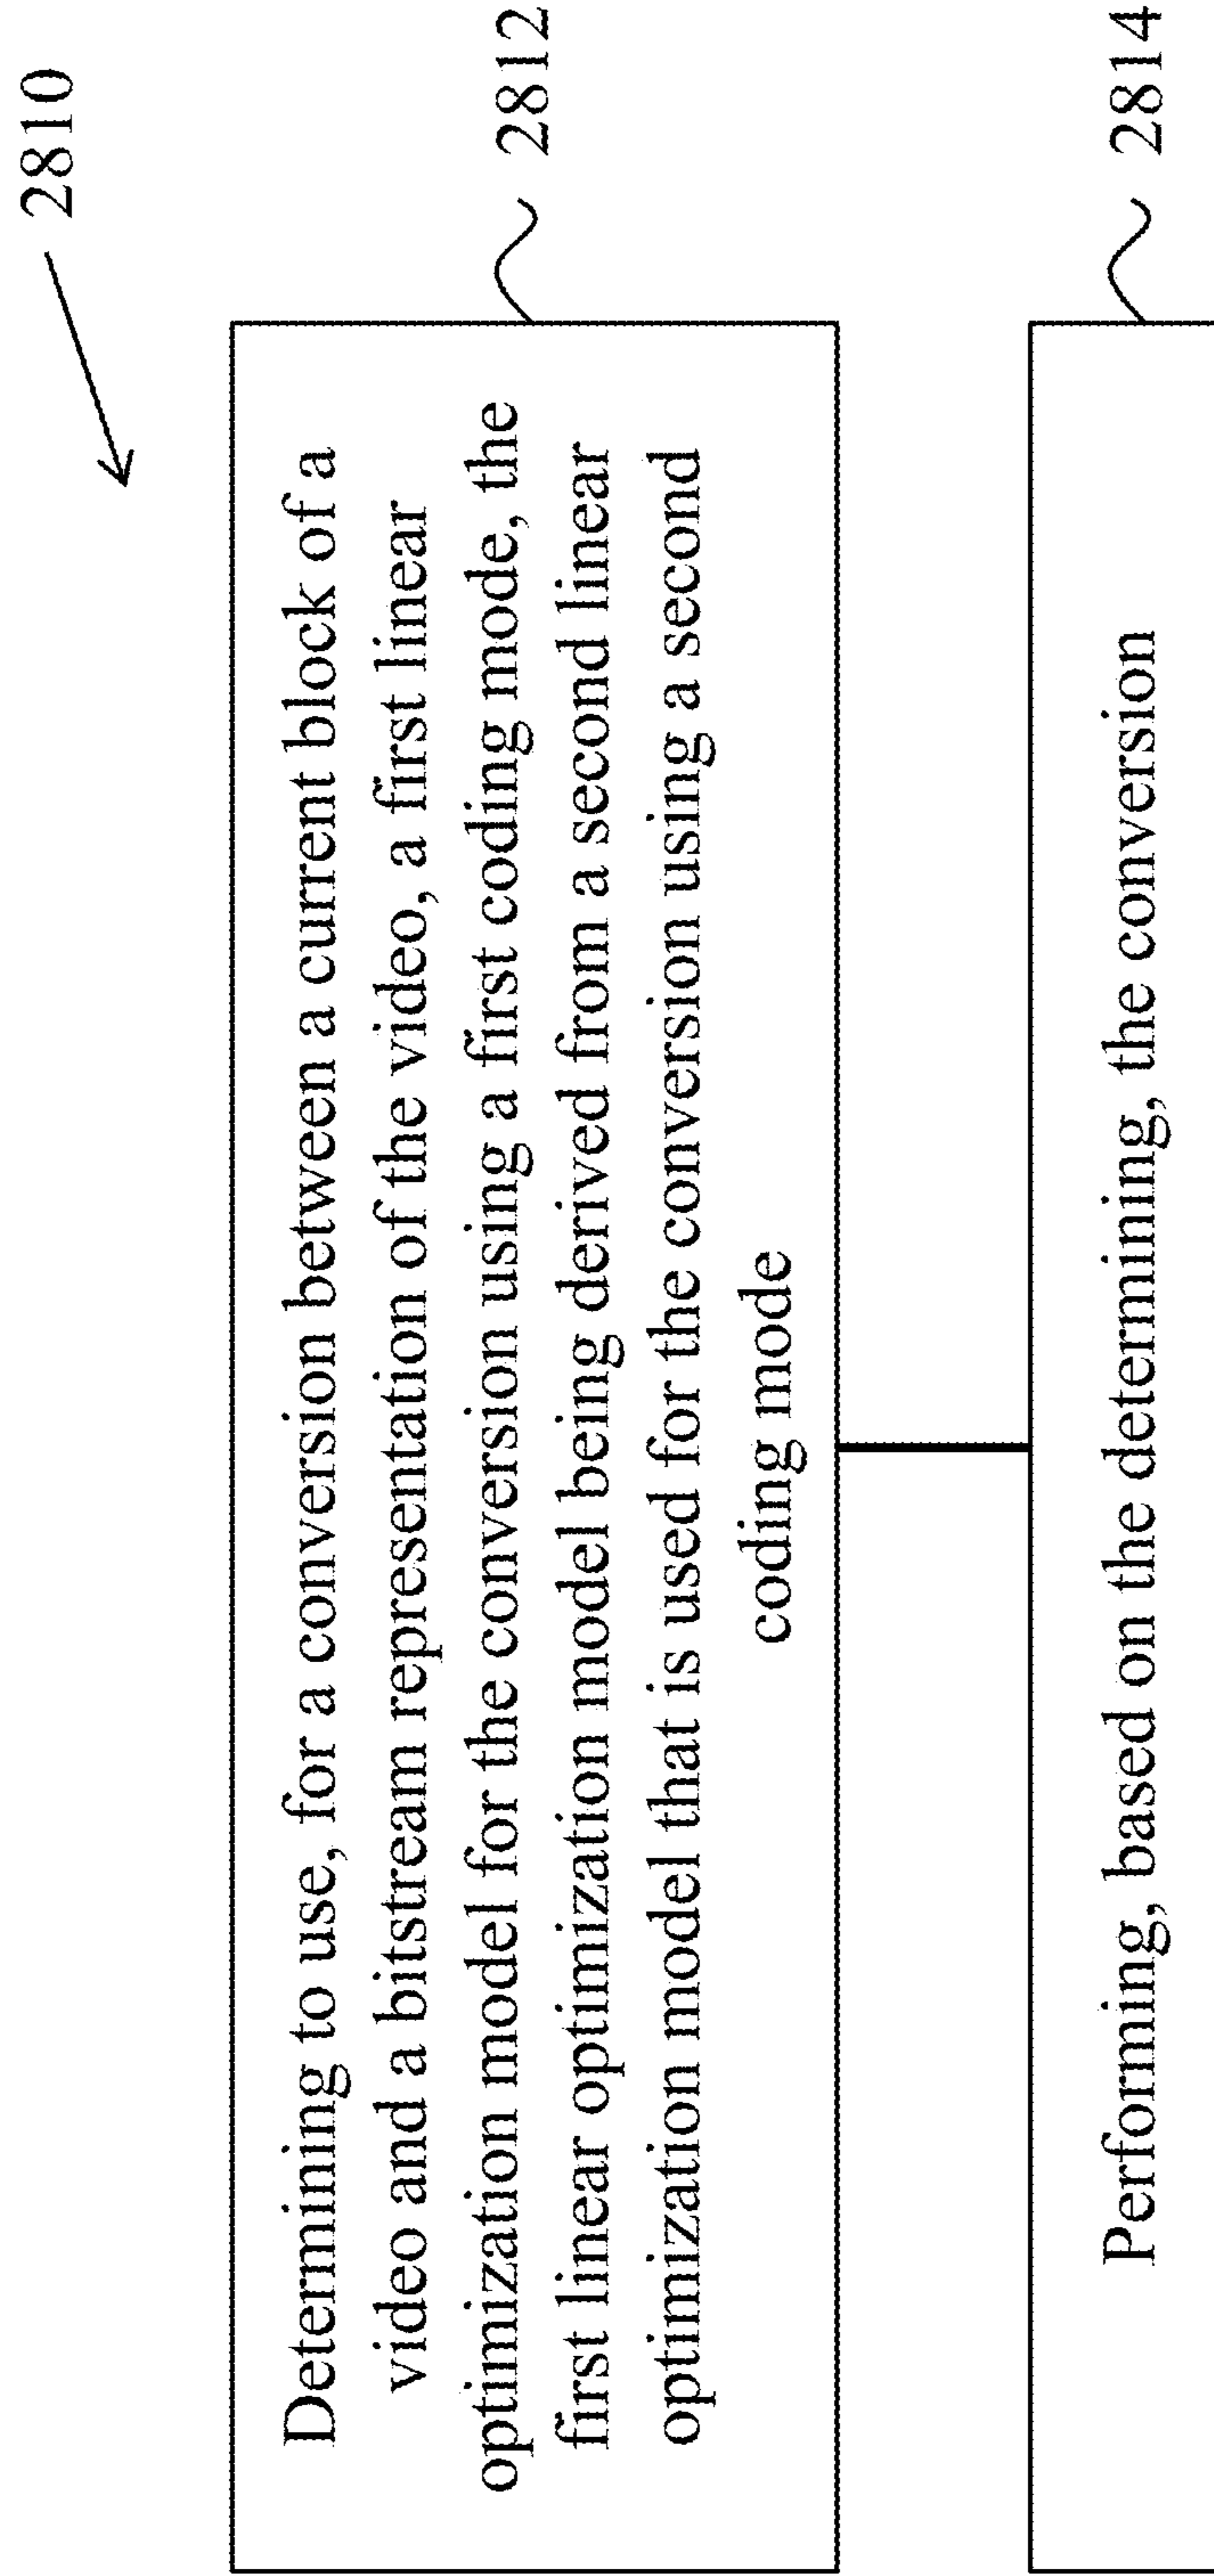 2810
Determining to use, for a conversion between a current block of a
video and a bitstream representation of the video, a first linear
optimization model for the conversion using a first coding mode, the
first linear optimization model being derived from a second linear
optimization model that is used for the conversion using a second
coding mode
2812
Performing, based on the determining, the conversion
2814